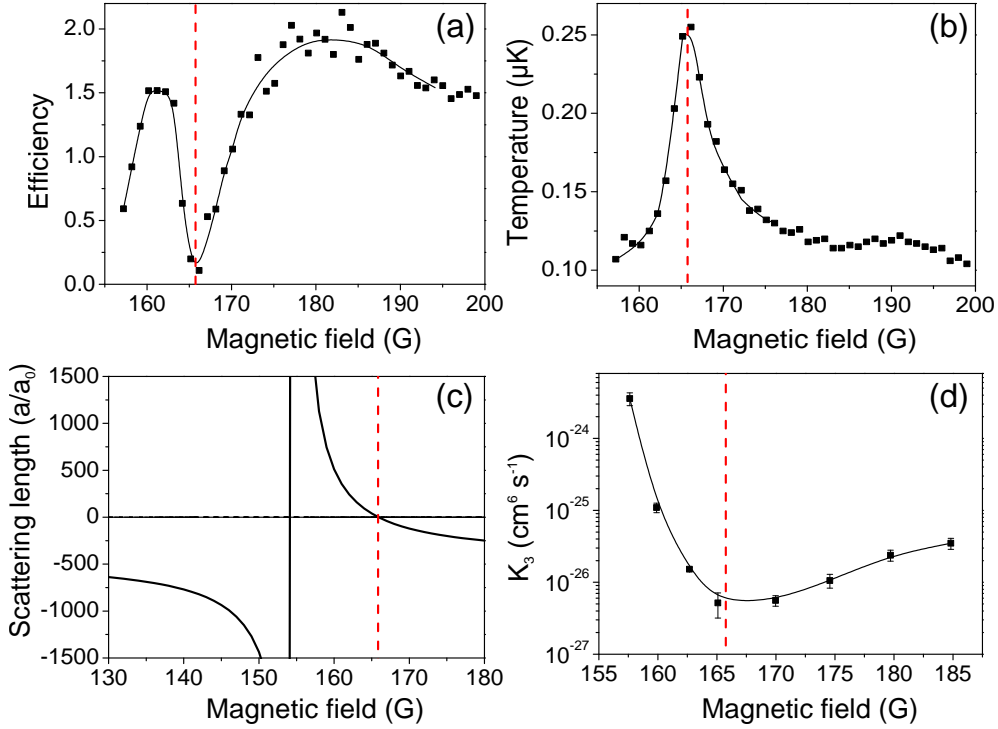 (a)
2.0
1.5
1.0
0.5
0.0
Efficiency
160 170 180 190 200
Magnetic field (G)
(b)
0.25
0.20
0.15
0.10
Temperature (μK)
160 170 180 190 200
Magnetic field (G)
(c)
1500
1000
500
0
-500
-1000
-1500
Scattering length (a/a₀)
130 140 150 160 170 180
Magnetic field (G)
(d)
10⁻²⁴
10⁻²⁵
10⁻²⁶
10⁻²⁷
K₃ (cm⁶ s⁻¹)
155 160 165 170 175 180 185
Magnetic field (G)